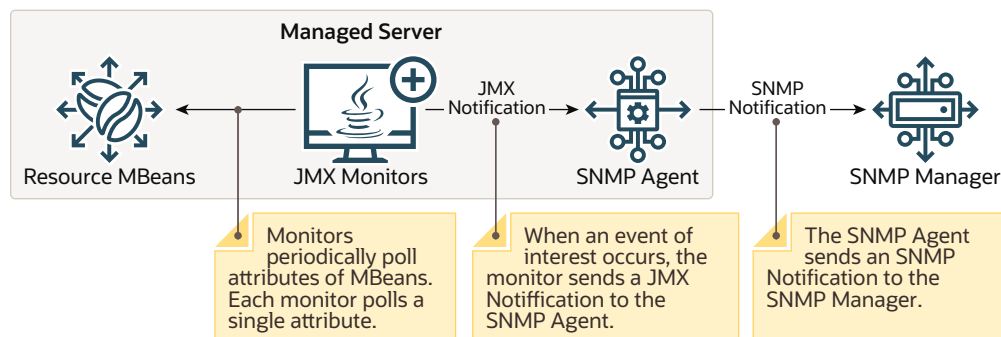 Managed Server
JMX
Notification
SNMP
Notification
Resource MBeans
JMX Monitors
SNMP Agent
SNMP Manager
Monitors
periodically poll
attributes of MBeans.
Each monitor polls a
single attribute.
When an event of
interest occurs, the
monitor sends a JMX
Notiffication to the
SNMP Agent.
The SNMP Agent
sends an SNMP
Notification to the
SNMP Manager.